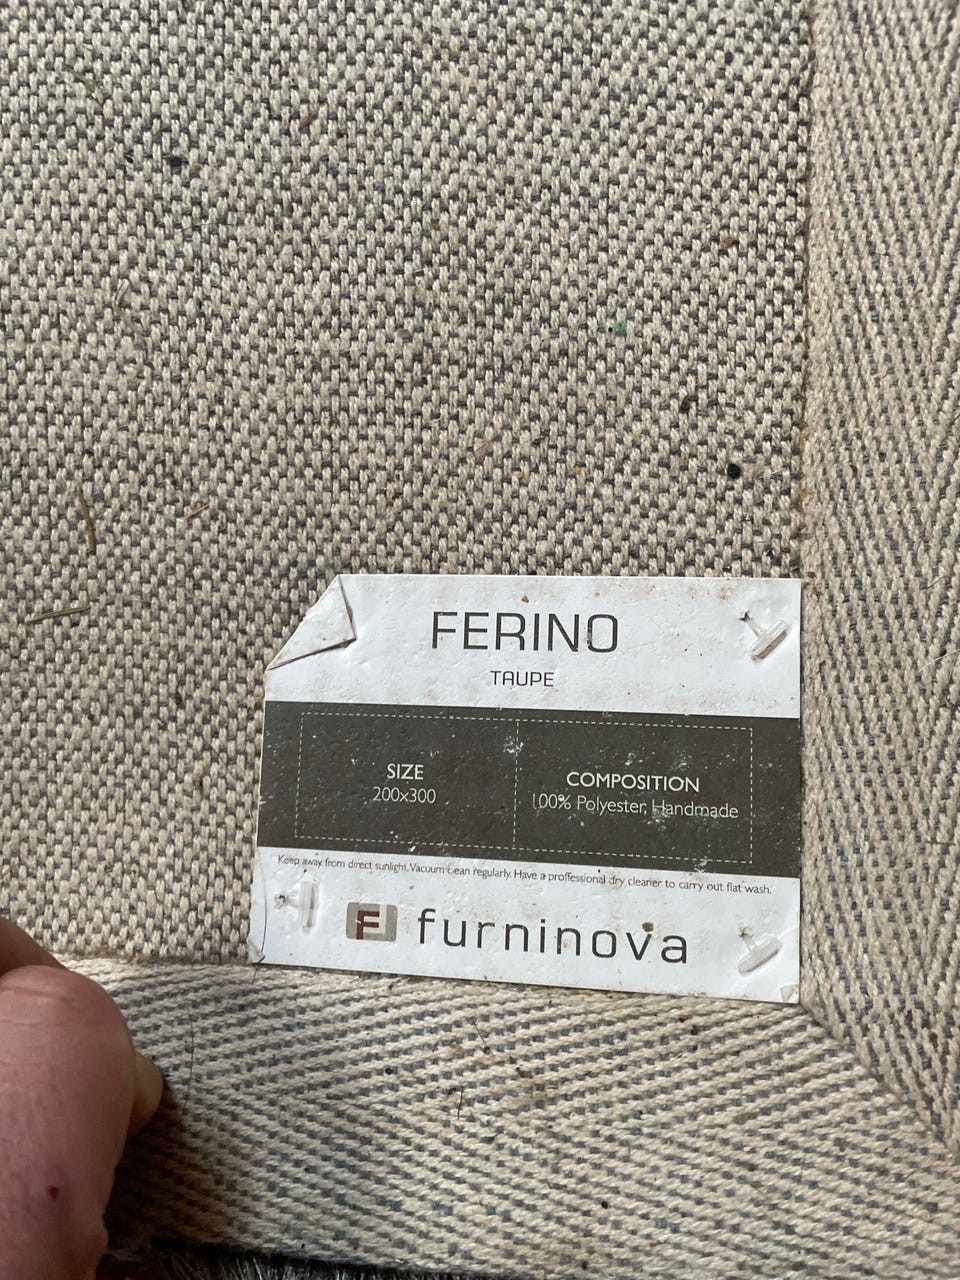 FERINO
TAUPE
SIZE
200x300
COMPOSITION
100% Polyester, Handmade
Keep away from direct sunlight. Vacuum clean regularly. Have a proffessional dry cleaner to carry out flat wash.
furninova